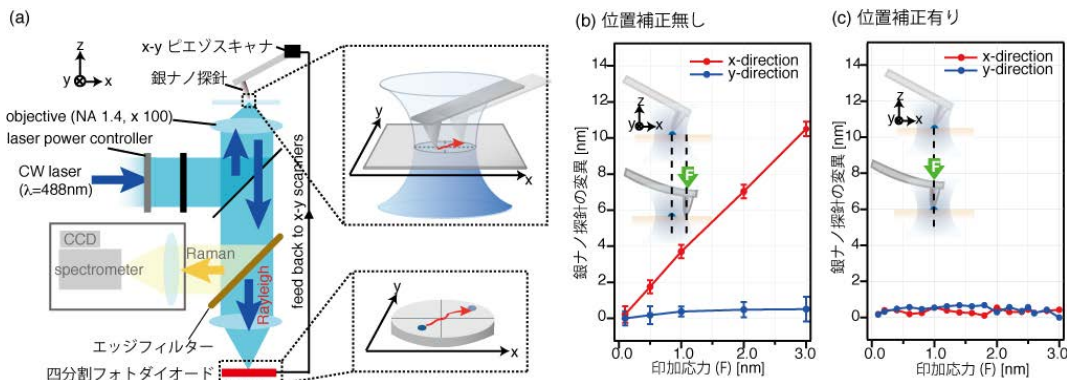 (a)
z
y
x
x-y ピエゾスキャナ
銀ナノ探針
objective (NA 1.4, x 100)
laser power controller
CW laser
(λ=488nm)
CCD
spectrometer
Raman
Rayleigh
エッジフィルター
四分割フォトダイオード
feed back to x-y scanners
y
x
y
x
(b) 位置補正無し
x-direction
y-direction
銀ナノ探針の変異 [nm]
14
12
10
8
6
4
2
0
z
y
x
F
0.0
1.0
2.0
3.0
印加応力 (F) [nm]
(c) 位置補正有り
x-direction
y-direction
銀ナノ探針の変異 [nm]
14
12
10
8
6
4
2
0
z
y
x
F
0.0
1.0
2.0
3.0
印加応力 (F) [nm]